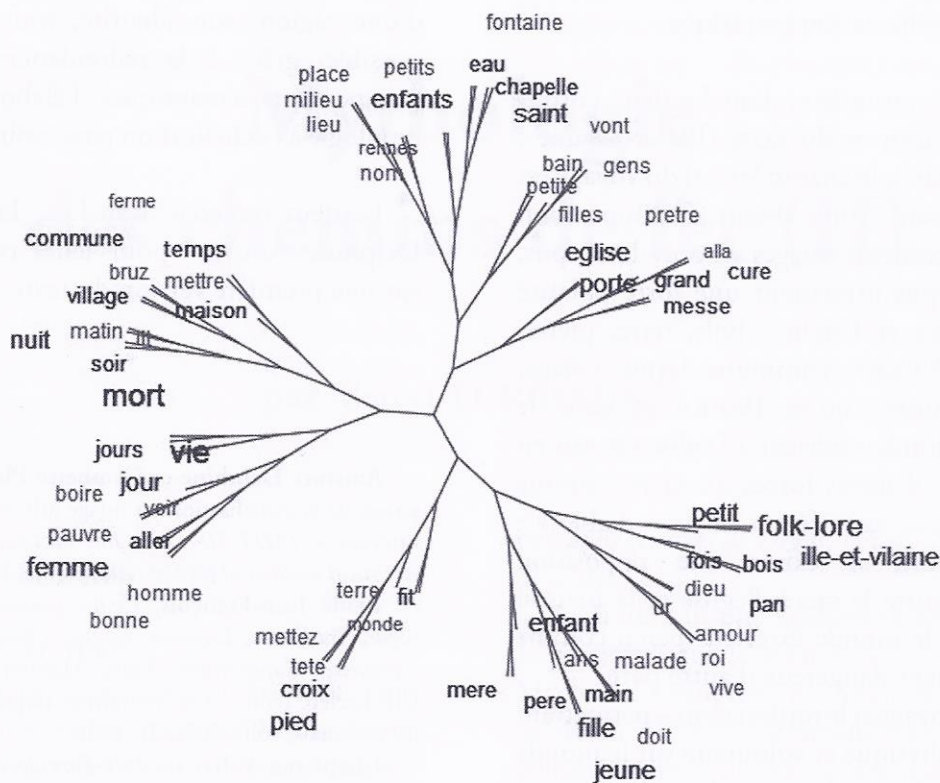 fontaine
place petits eau
milieu enfants chapelle
lieu saint vont
reines bain gens
nom petite
ferme filles pretre
commune temps eglise alla
bruz mettre porte grand cure
village maison messe
nuit matin lit
soir
mort
jours vie
jour petit folk-lore
boire voir
pauvre aller fois bois ille-et-vilaine
femme terre fit dieu pan
homme ur
bonne monde enfant amour
mettez ans malade roi
tete
croix mere main vive
pied pere
fille doit
jeune